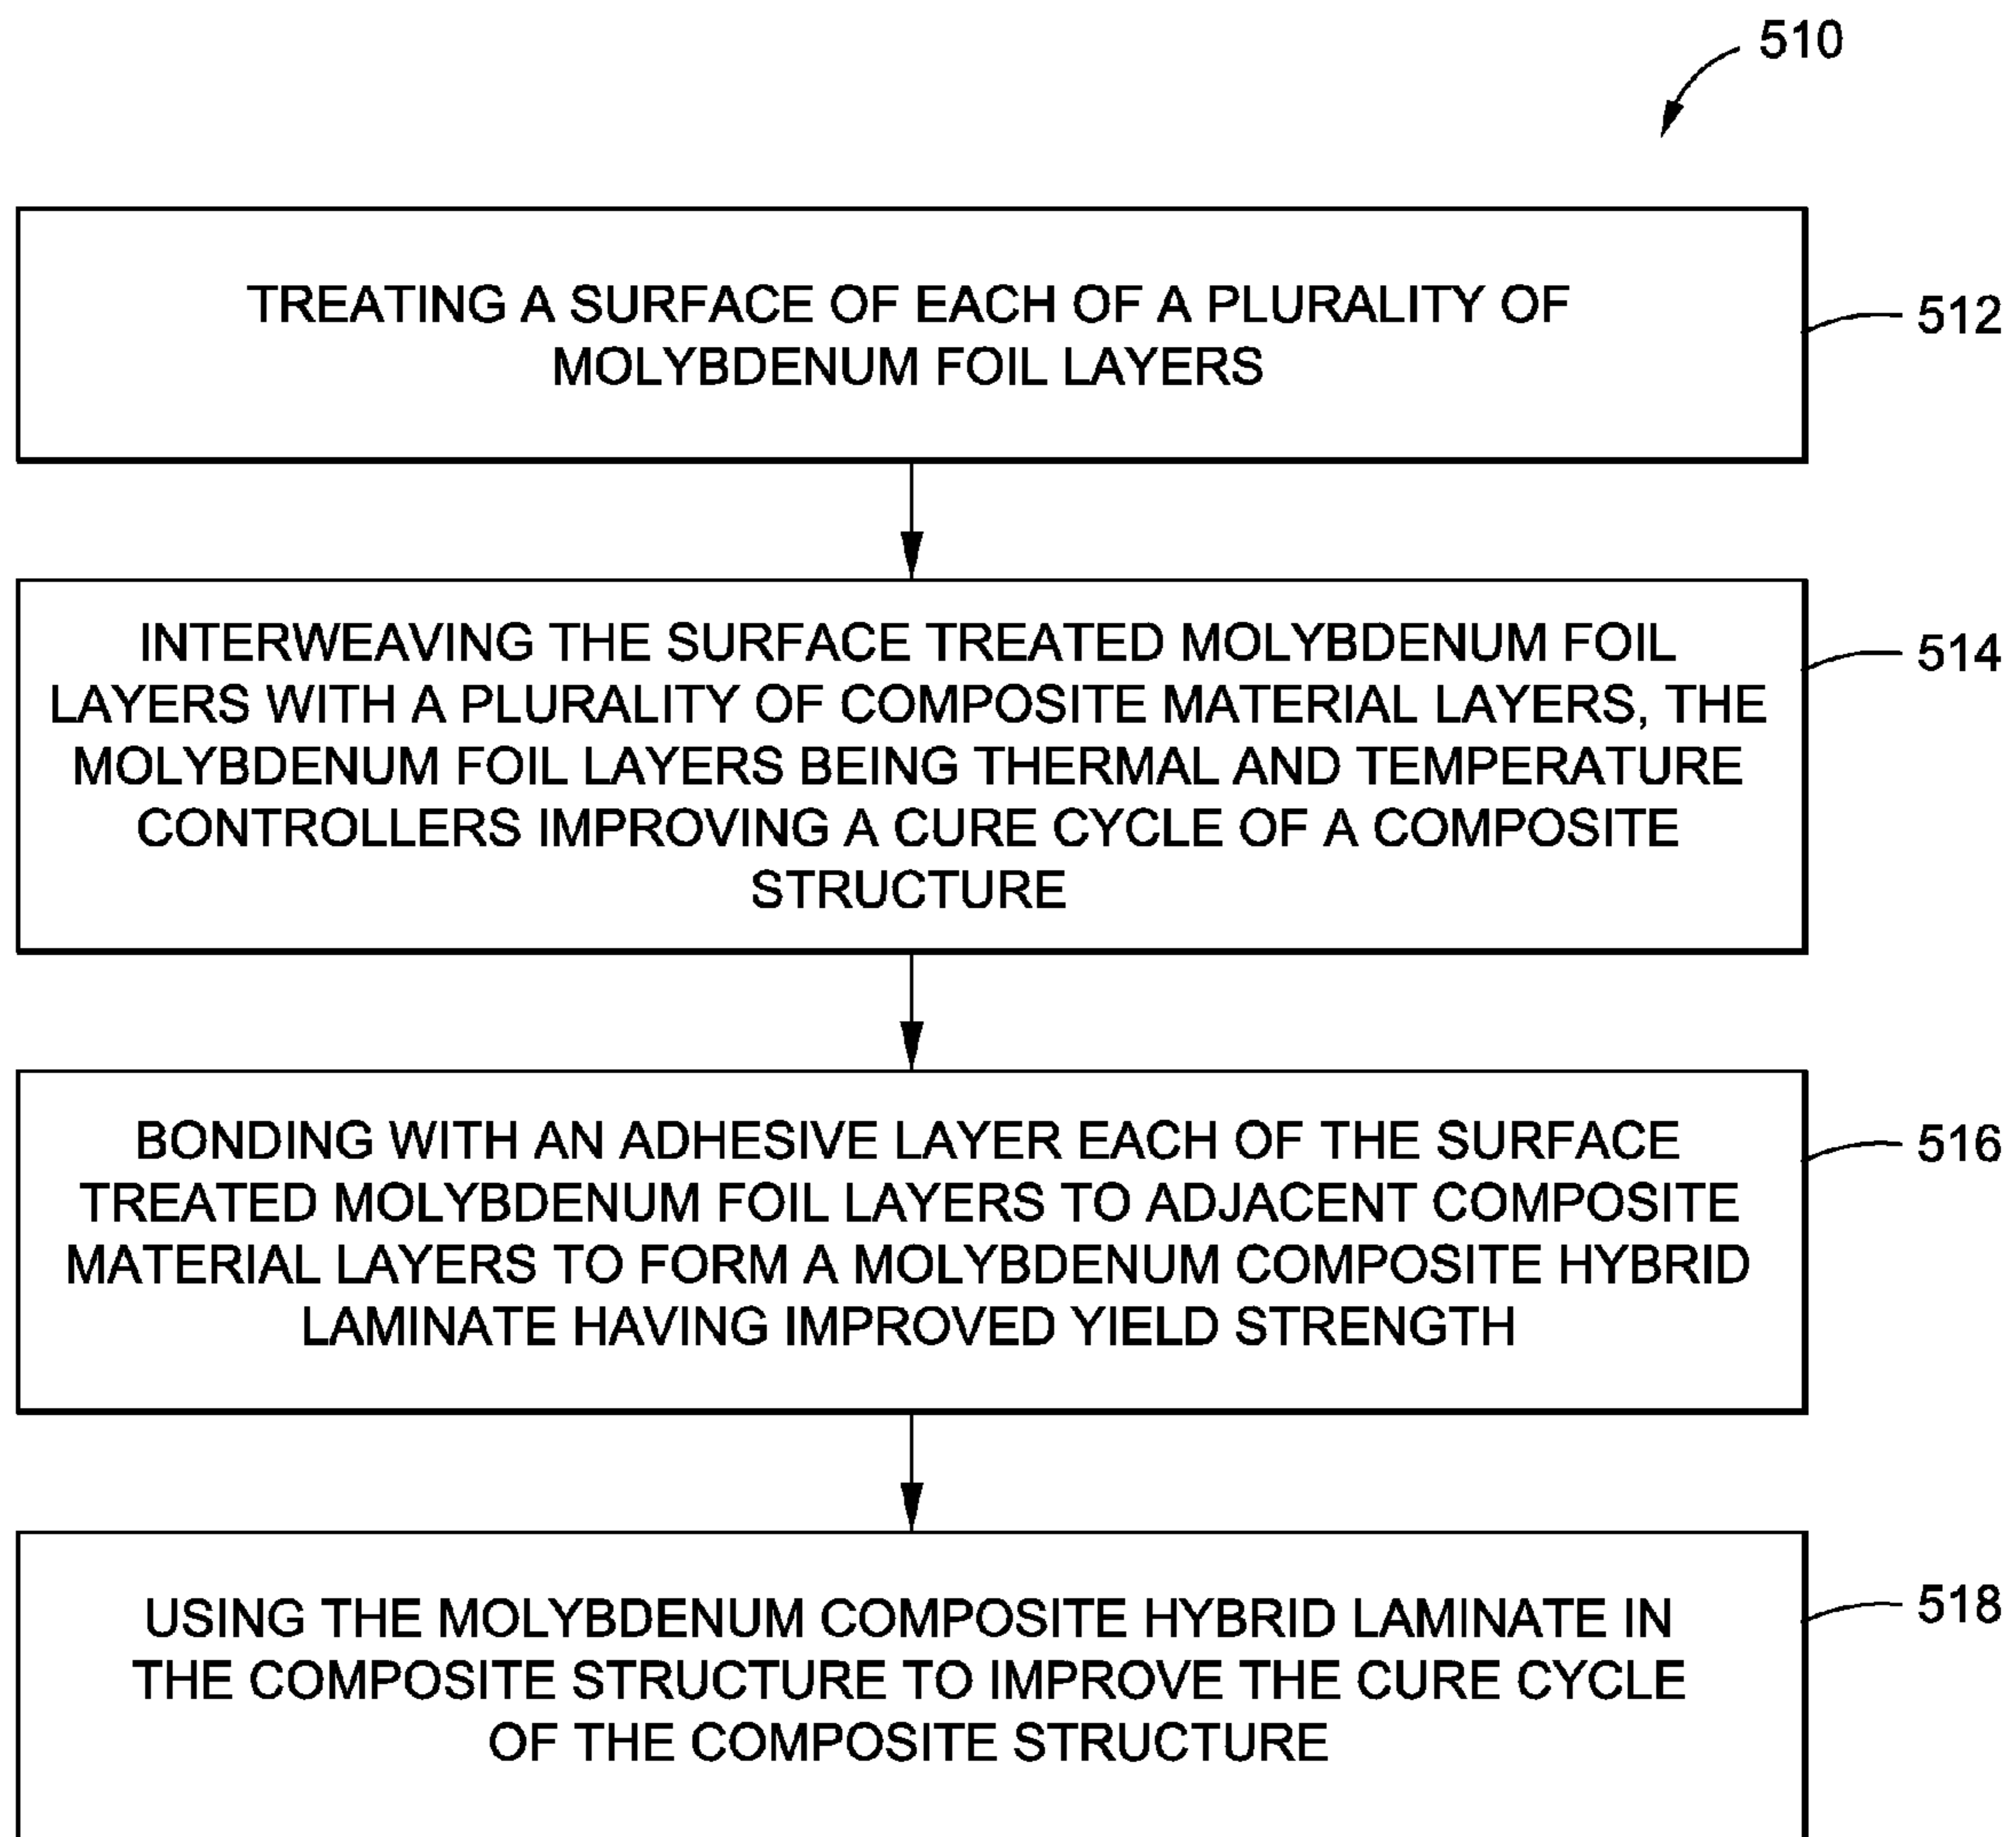 510
TREATING A SURFACE OF EACH OF A PLURALITY OF
MOLYBDENUM FOIL LAYERS
512
INTERWEAVING THE SURFACE TREATED MOLYBDENUM FOIL
LAYERS WITH A PLURALITY OF COMPOSITE MATERIAL LAYERS, THE
MOLYBDENUM FOIL LAYERS BEING THERMAL AND TEMPERATURE
CONTROLLERS IMPROVING A CURE CYCLE OF A COMPOSITE
STRUCTURE
514
BONDING WITH AN ADHESIVE LAYER EACH OF THE SURFACE
TREATED MOLYBDENUM FOIL LAYERS TO ADJACENT COMPOSITE
MATERIAL LAYERS TO FORM A MOLYBDENUM COMPOSITE HYBRID
LAMINATE HAVING IMPROVED YIELD STRENGTH
516
USING THE MOLYBDENUM COMPOSITE HYBRID LAMINATE IN
THE COMPOSITE STRUCTURE TO IMPROVE THE CURE CYCLE
OF THE COMPOSITE STRUCTURE
518